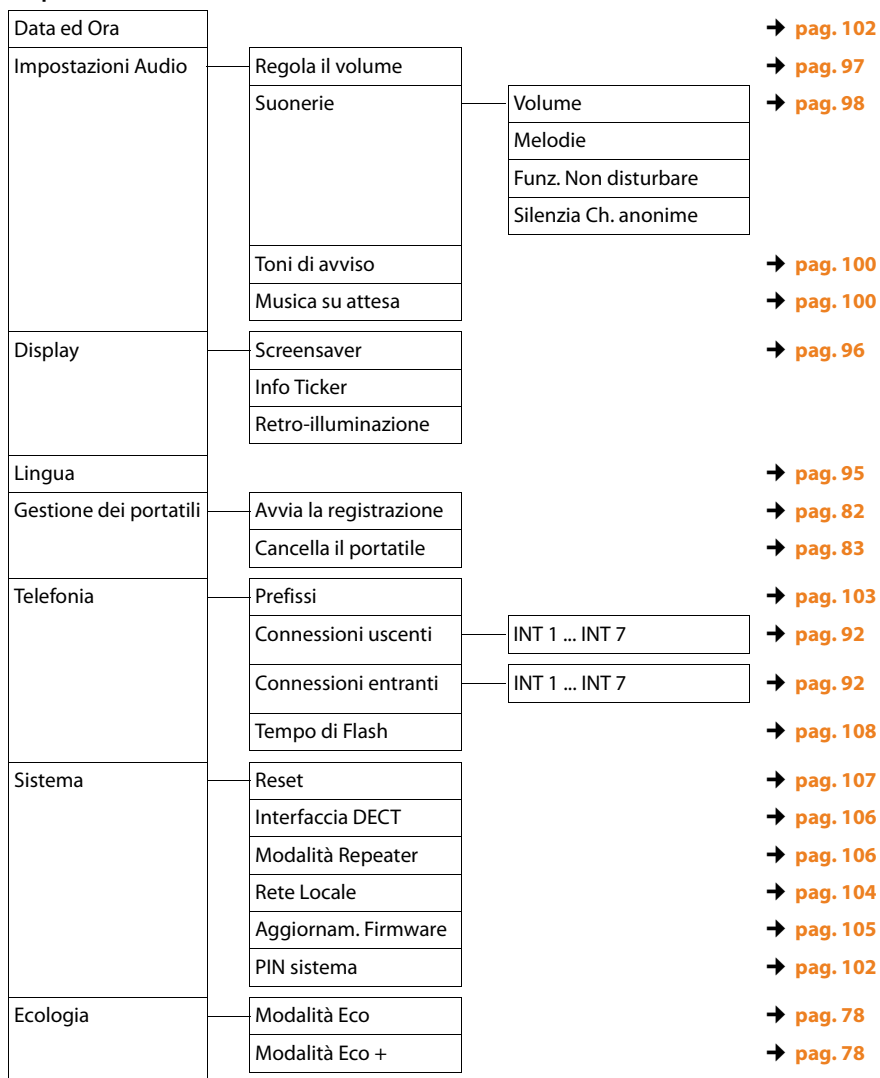 Data ed Ora ➔ pag. 102
Impostazioni Audio Regola il volume ➔ pag. 97
Suonerie Volume ➔ pag. 98
Melodie
Funz. Non disturbare
Silenzia Ch. anonime
Toni di avviso ➔ pag. 100
Musica su attesa ➔ pag. 100
Display Screensaver ➔ pag. 96
Info Ticker
Retro-illuminazione
Lingua ➔ pag. 95
Gestione dei portatili Avvia la registrazione ➔ pag. 82
Cancella il portatile ➔ pag. 83
Telefonia Prefissi ➔ pag. 103
Connessioni uscenti INT 1 ... INT 7 ➔ pag. 92
Connessioni entranti INT 1 ... INT 7 ➔ pag. 92
Tempo di Flash ➔ pag. 108
Sistema Reset ➔ pag. 107
Interfaccia DECT ➔ pag. 106
Modalità Repeater ➔ pag. 106
Rete Locale ➔ pag. 104
Aggiornam. Firmware ➔ pag. 105
PIN sistema ➔ pag. 102
Ecologia Modalità Eco ➔ pag. 78
Modalità Eco + ➔ pag. 78